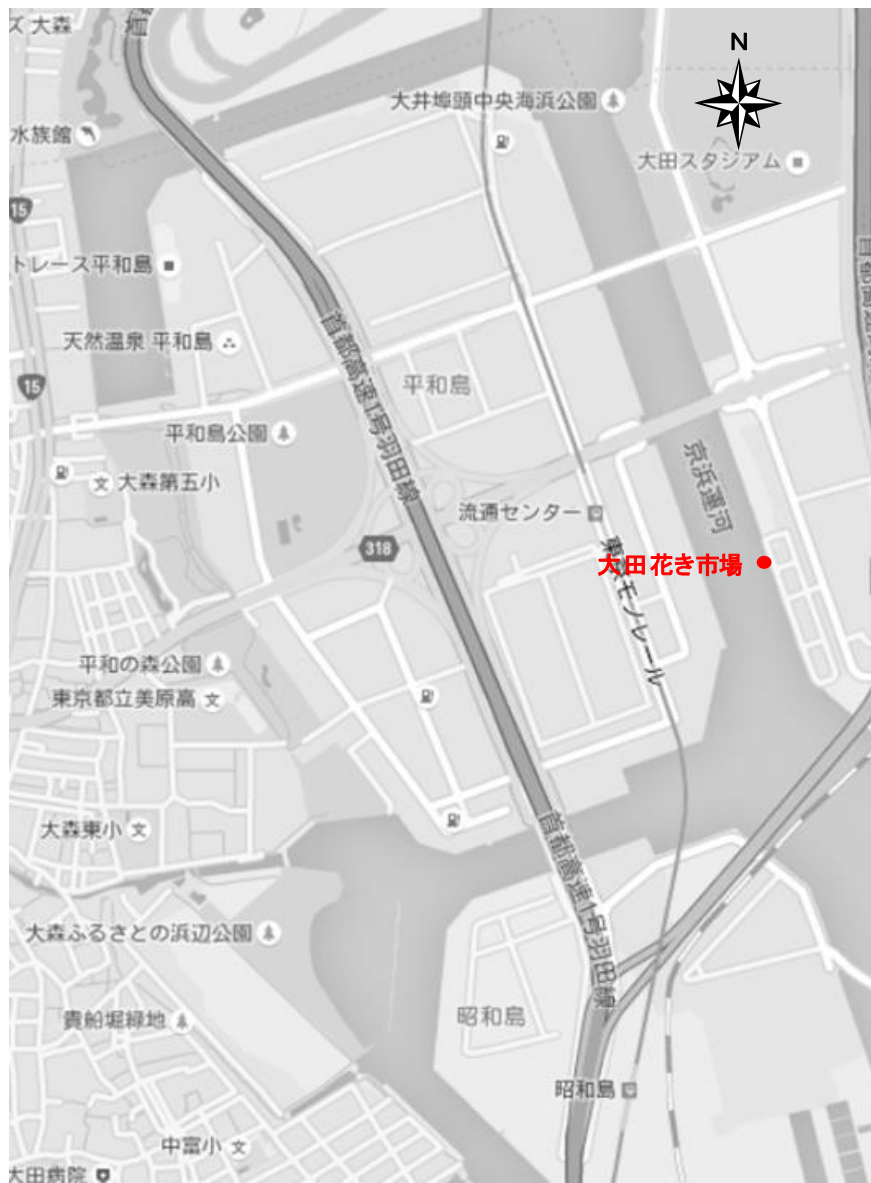 ズ 大森
N
大井埠頭中央海浜公園
水族館
大田スタジアム
15
トレース平和島
首都高速1号羽田線
天然温泉 平和島
平和島
15
平和島公園
大森第五小
京浜運河
流通センター
318
大田花き市場
東京モノレール
平和の森公園
東京都立美原高
大森東小
首都高速1号羽田線
大森ふるさとの浜辺公園
貴船堀緑地
昭和島
昭和島
中富小
大田病院